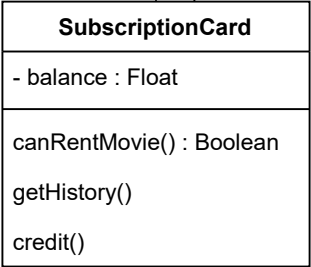 SubscriptionCard
- balance : Float
canRentMovie() : Boolean
getHistory()
credit()